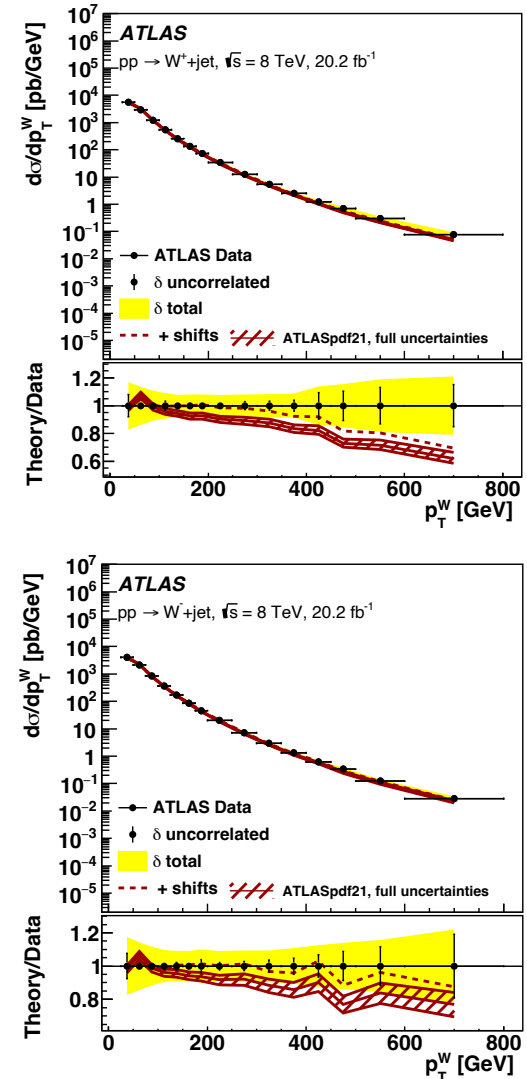 10⁷
10⁶
10⁵
10⁴
10³
10²
10
1
10⁻¹
10⁻²
10⁻³
10⁻⁴
10⁻⁵
dσ/dp_T^W [pb/GeV]
ATLAS
pp → W⁺+jet, √s = 8 TeV, 20.2 fb⁻¹
ATLAS Data
δ uncorrelated
δ total
+ shifts ATLASpdf21, full uncertainties
Theory/Data
1.2
1.0
0.8
0.6
0 200 400 600 800
p_T^W [GeV]
10⁷
10⁶
10⁵
10⁴
10³
10²
10
1
10⁻¹
10⁻²
10⁻³
10⁻⁴
10⁻⁵
dσ/dp_T^W [pb/GeV]
ATLAS
pp → W⁻+jet, √s = 8 TeV, 20.2 fb⁻¹
ATLAS Data
δ uncorrelated
δ total
+ shifts ATLASpdf21, full uncertainties
Theory/Data
1.2
1.0
0.8
0 200 400 600 800
p_T^W [GeV]